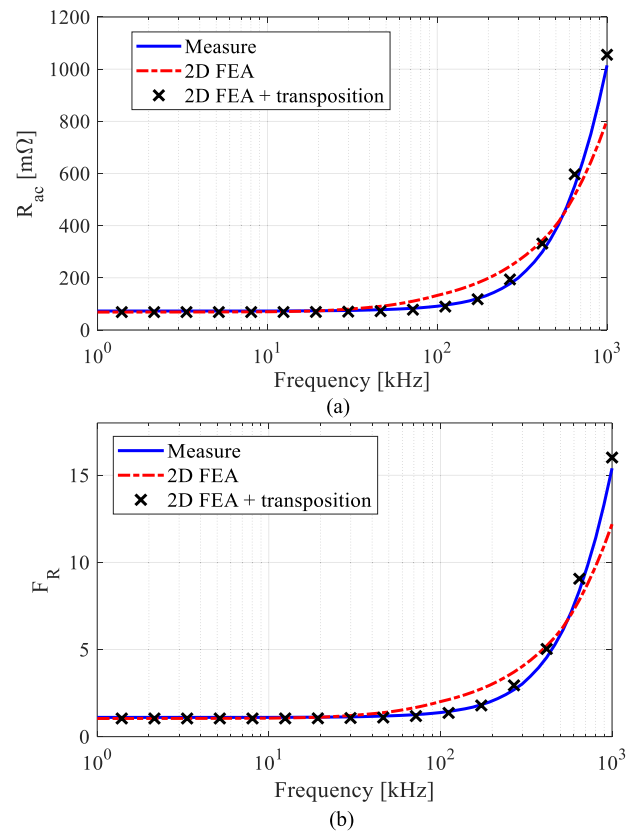 (a)
1200
1000
800
600
400
200
0
R_ac [mΩ]
Measure
2D FEA
2D FEA + transposition
10^0
10^1
10^2
10^3
Frequency [kHz]
(a)
15
10
5
0
F_R
Measure
2D FEA
2D FEA + transposition
10^0
10^1
10^2
10^3
Frequency [kHz]
(b)